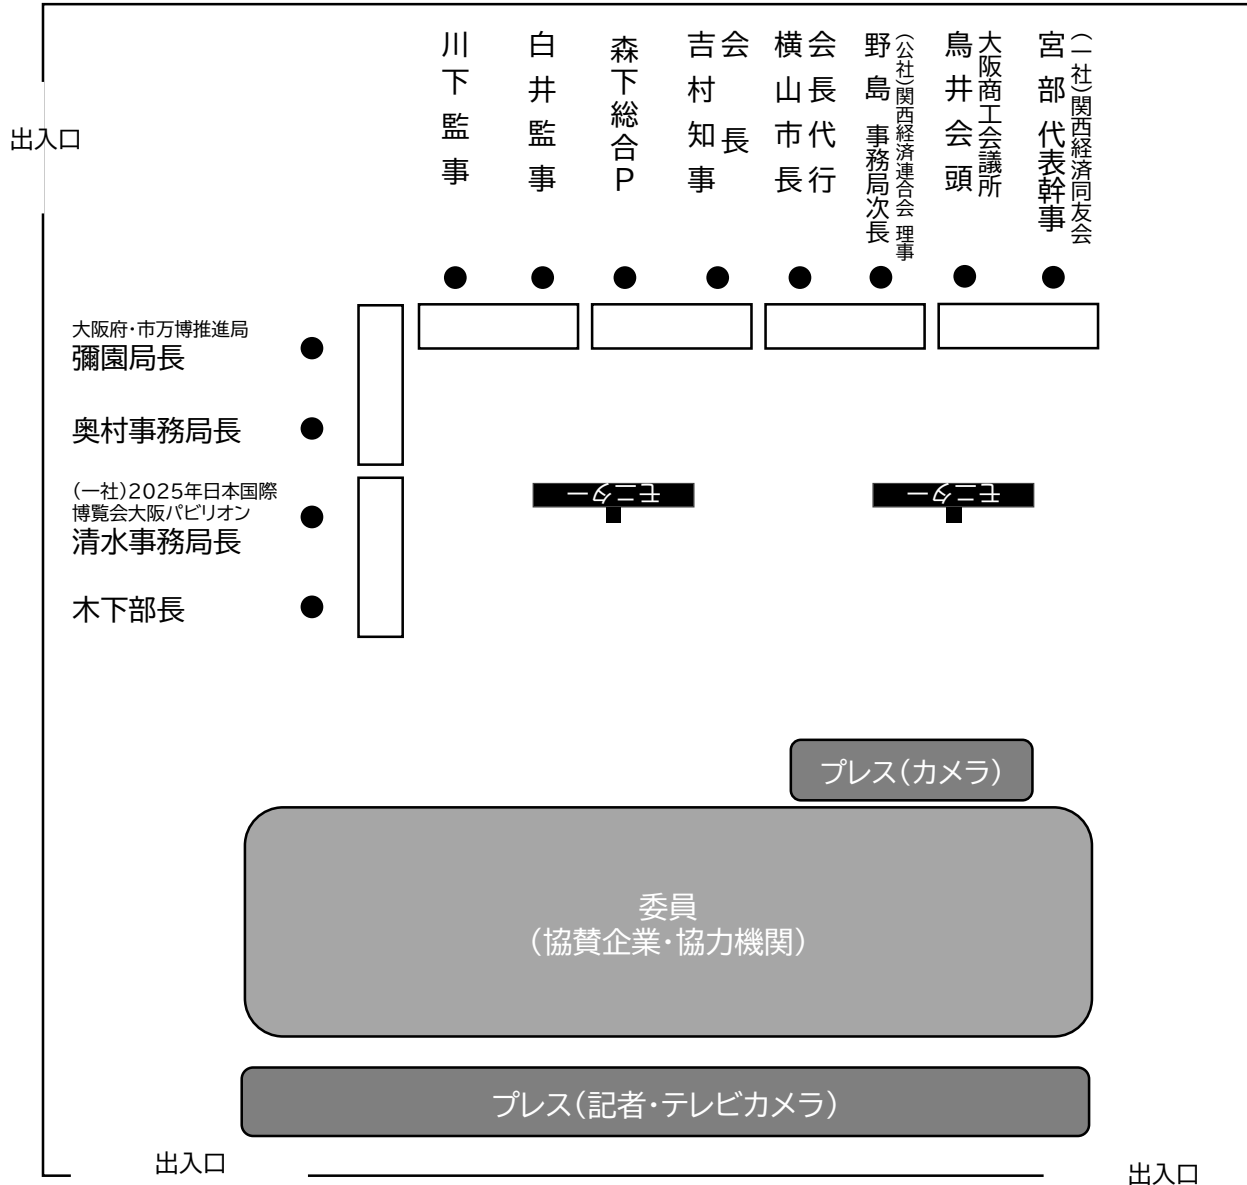 川下監事
白井監事
森下総合P
会長
吉村知事
会長代行
横山市長
(公社)関西経済連合会 理事
野島 事務局次長
大阪商工会議所
鳥井会頭
(一社)関西経済同友会
宮部代表幹事
出入口
大阪府・市万博推進局
彌園局長
奥村事務局長
(一社)2025年日本国際
博覧会大阪パビリオン
清水事務局長
木下部長
モニター
モニター
プレス(カメラ)
委員
(協賛企業・協力機関)
プレス(記者・テレビカメラ)
出入口
出入口